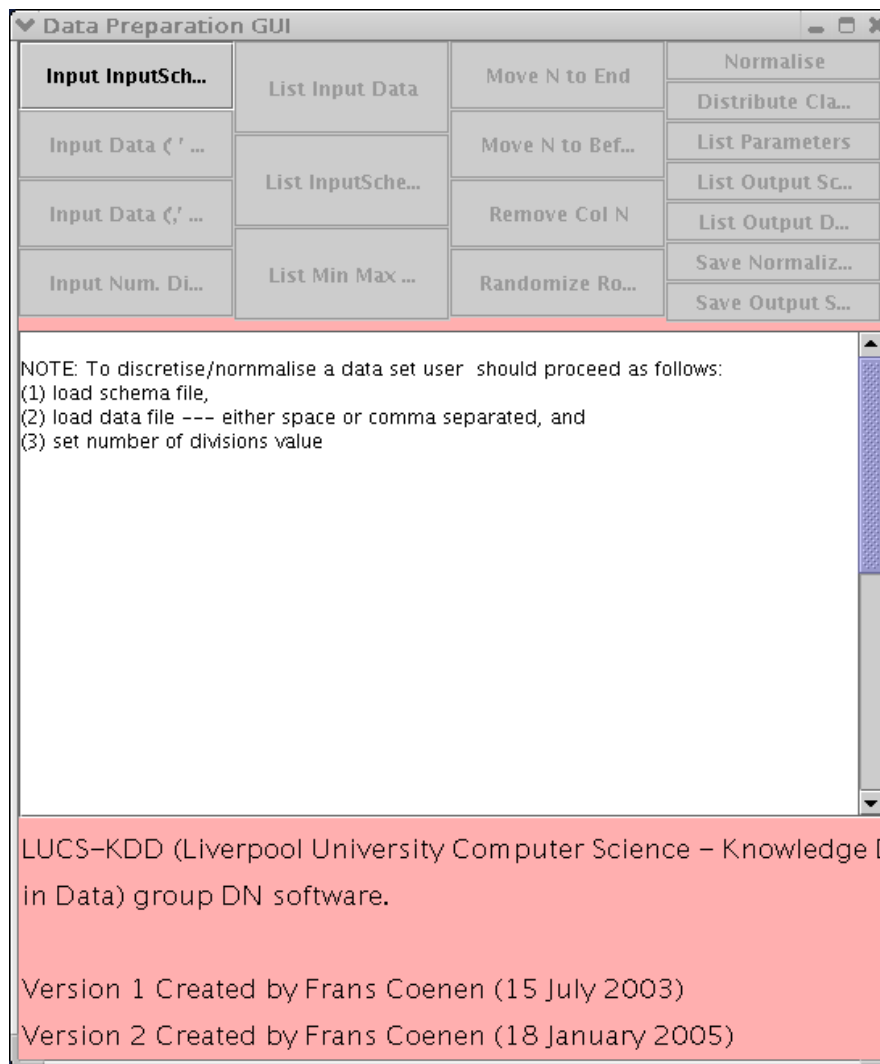 Data Preparation GUI
Input InputSch...
Input Data (' ' ...
Input Data (',' ...
Input Num. Di...
List Input Data
List InputSche...
List Min Max ...
Move N to End
Move N to Bef...
Remove Col N
Randomize Ro...
Normalise
Distribute Cla...
List Parameters
List Output Sc...
List Output D...
Save Normaliz...
Save Output S...
NOTE: To discretise/nornmalise a data set user should proceed as follows:
(1) load schema file,
(2) load data file --- either space or comma separated, and
(3) set number of divisions value
LUCS-KDD (Liverpool University Computer Science - Knowledge
in Data) group DN software.
Version 1 Created by Frans Coenen (15 July 2003)
Version 2 Created by Frans Coenen (18 January 2005)